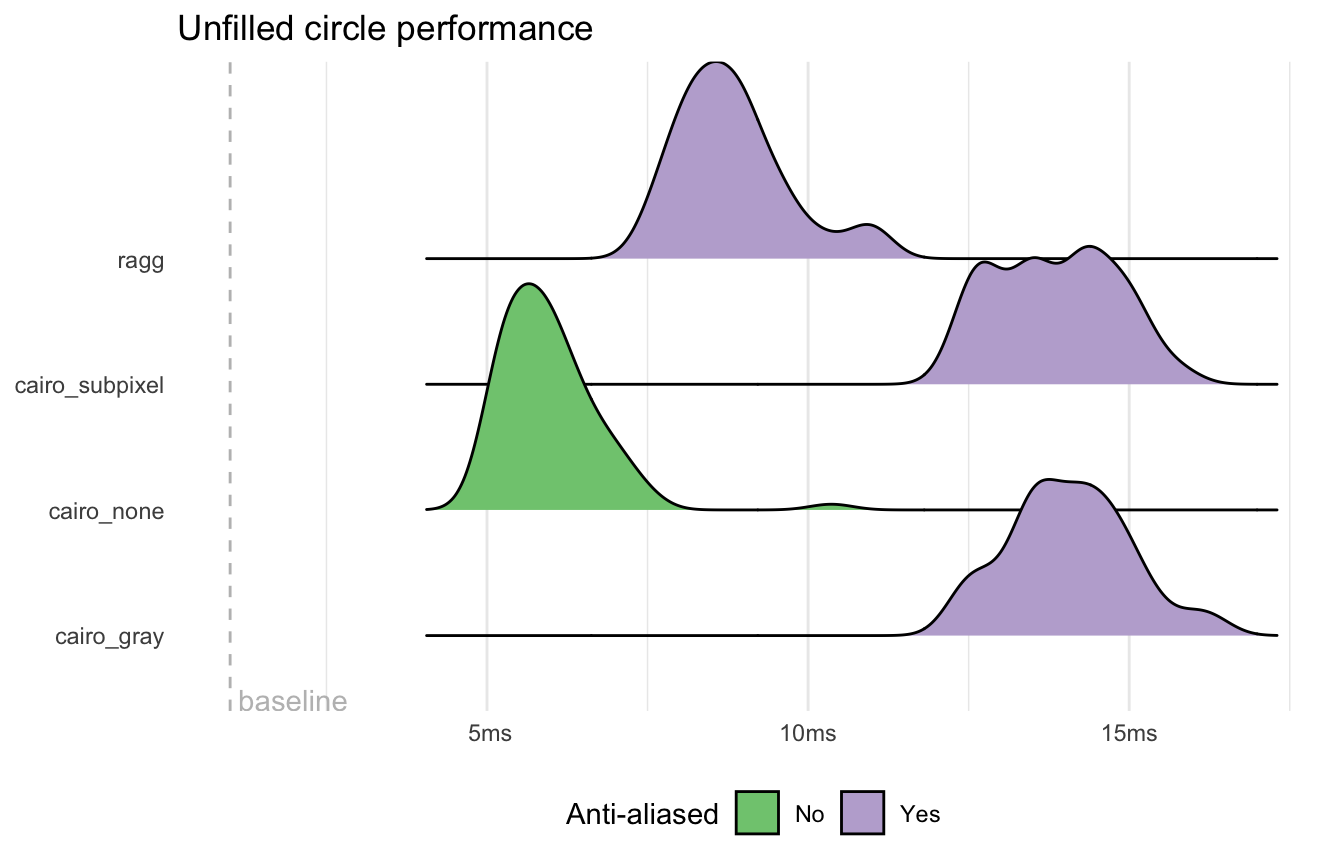 Unfilled circle performance
ragg
cairo_subpixel
cairo_none
cairo_gray
baseline
5ms 10ms 15ms
Anti-aliased No Yes